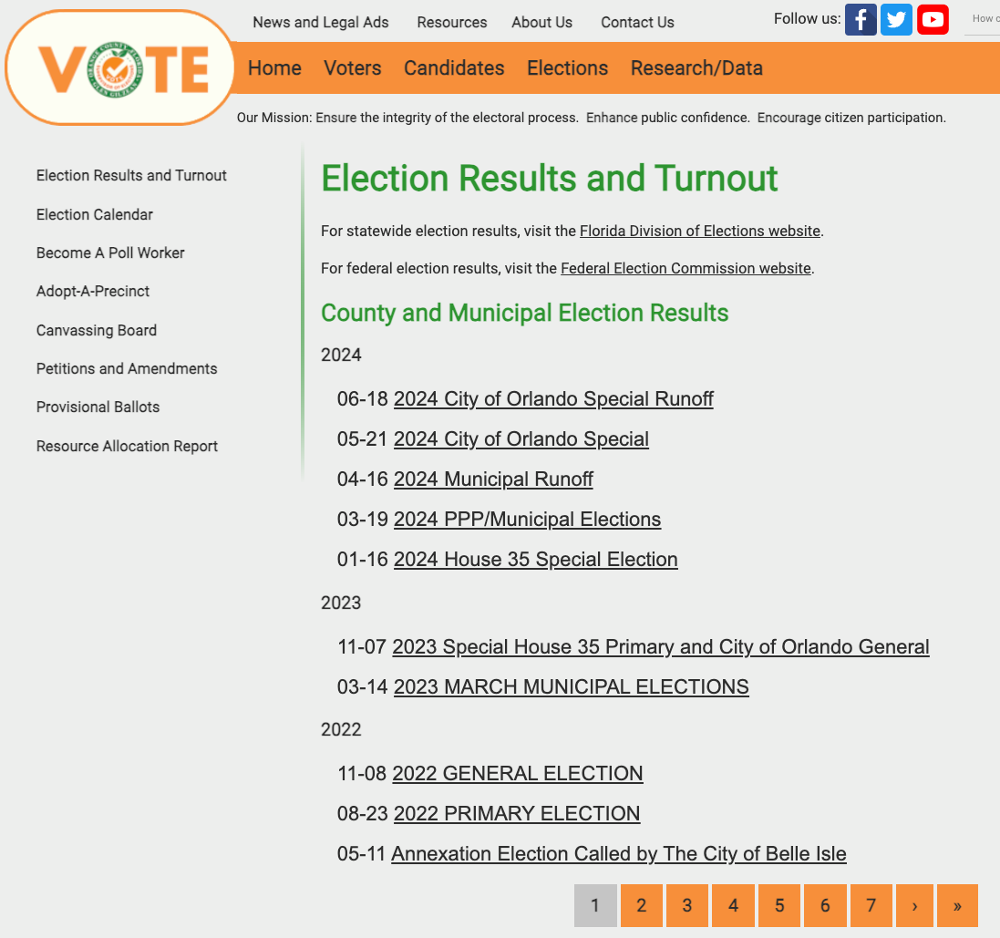 News and Legal Ads Resources About Us Contact Us Follow us: How c
VOTE
Home Voters Candidates Elections Research/Data
Our Mission: Ensure the integrity of the electoral process. Enhance public confidence. Encourage citizen participation.
Election Results and Turnout
Election Calendar
Become A Poll Worker
Adopt-A-Precinct
Canvassing Board
Petitions and Amendments
Provisional Ballots
Resource Allocation Report
Election Results and Turnout
For statewide election results, visit the Florida Division of Elections website.
For federal election results, visit the Federal Election Commission website.
County and Municipal Election Results
2024
06-18 2024 City of Orlando Special Runoff
05-21 2024 City of Orlando Special
04-16 2024 Municipal Runoff
03-19 2024 PPP/Municipal Elections
01-16 2024 House 35 Special Election
2023
11-07 2023 Special House 35 Primary and City of Orlando General
03-14 2023 MARCH MUNICIPAL ELECTIONS
2022
11-08 2022 GENERAL ELECTION
08-23 2022 PRIMARY ELECTION
05-11 Annexation Election Called by The City of Belle Isle
1 2 3 4 5 6 7 › »